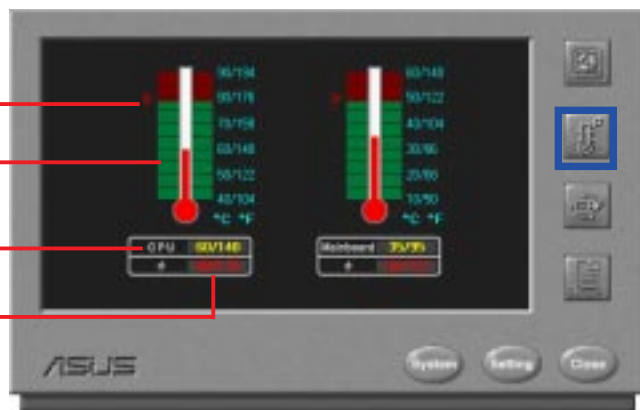 90/194
60/140
80/176
50/122
70/158
40/104
60/140
30/86
50/122
20/68
40/104
10/50
°C °F
°C °F
CPU 60/140
Mainboard 35/95
ASUS
System
Setting
Close